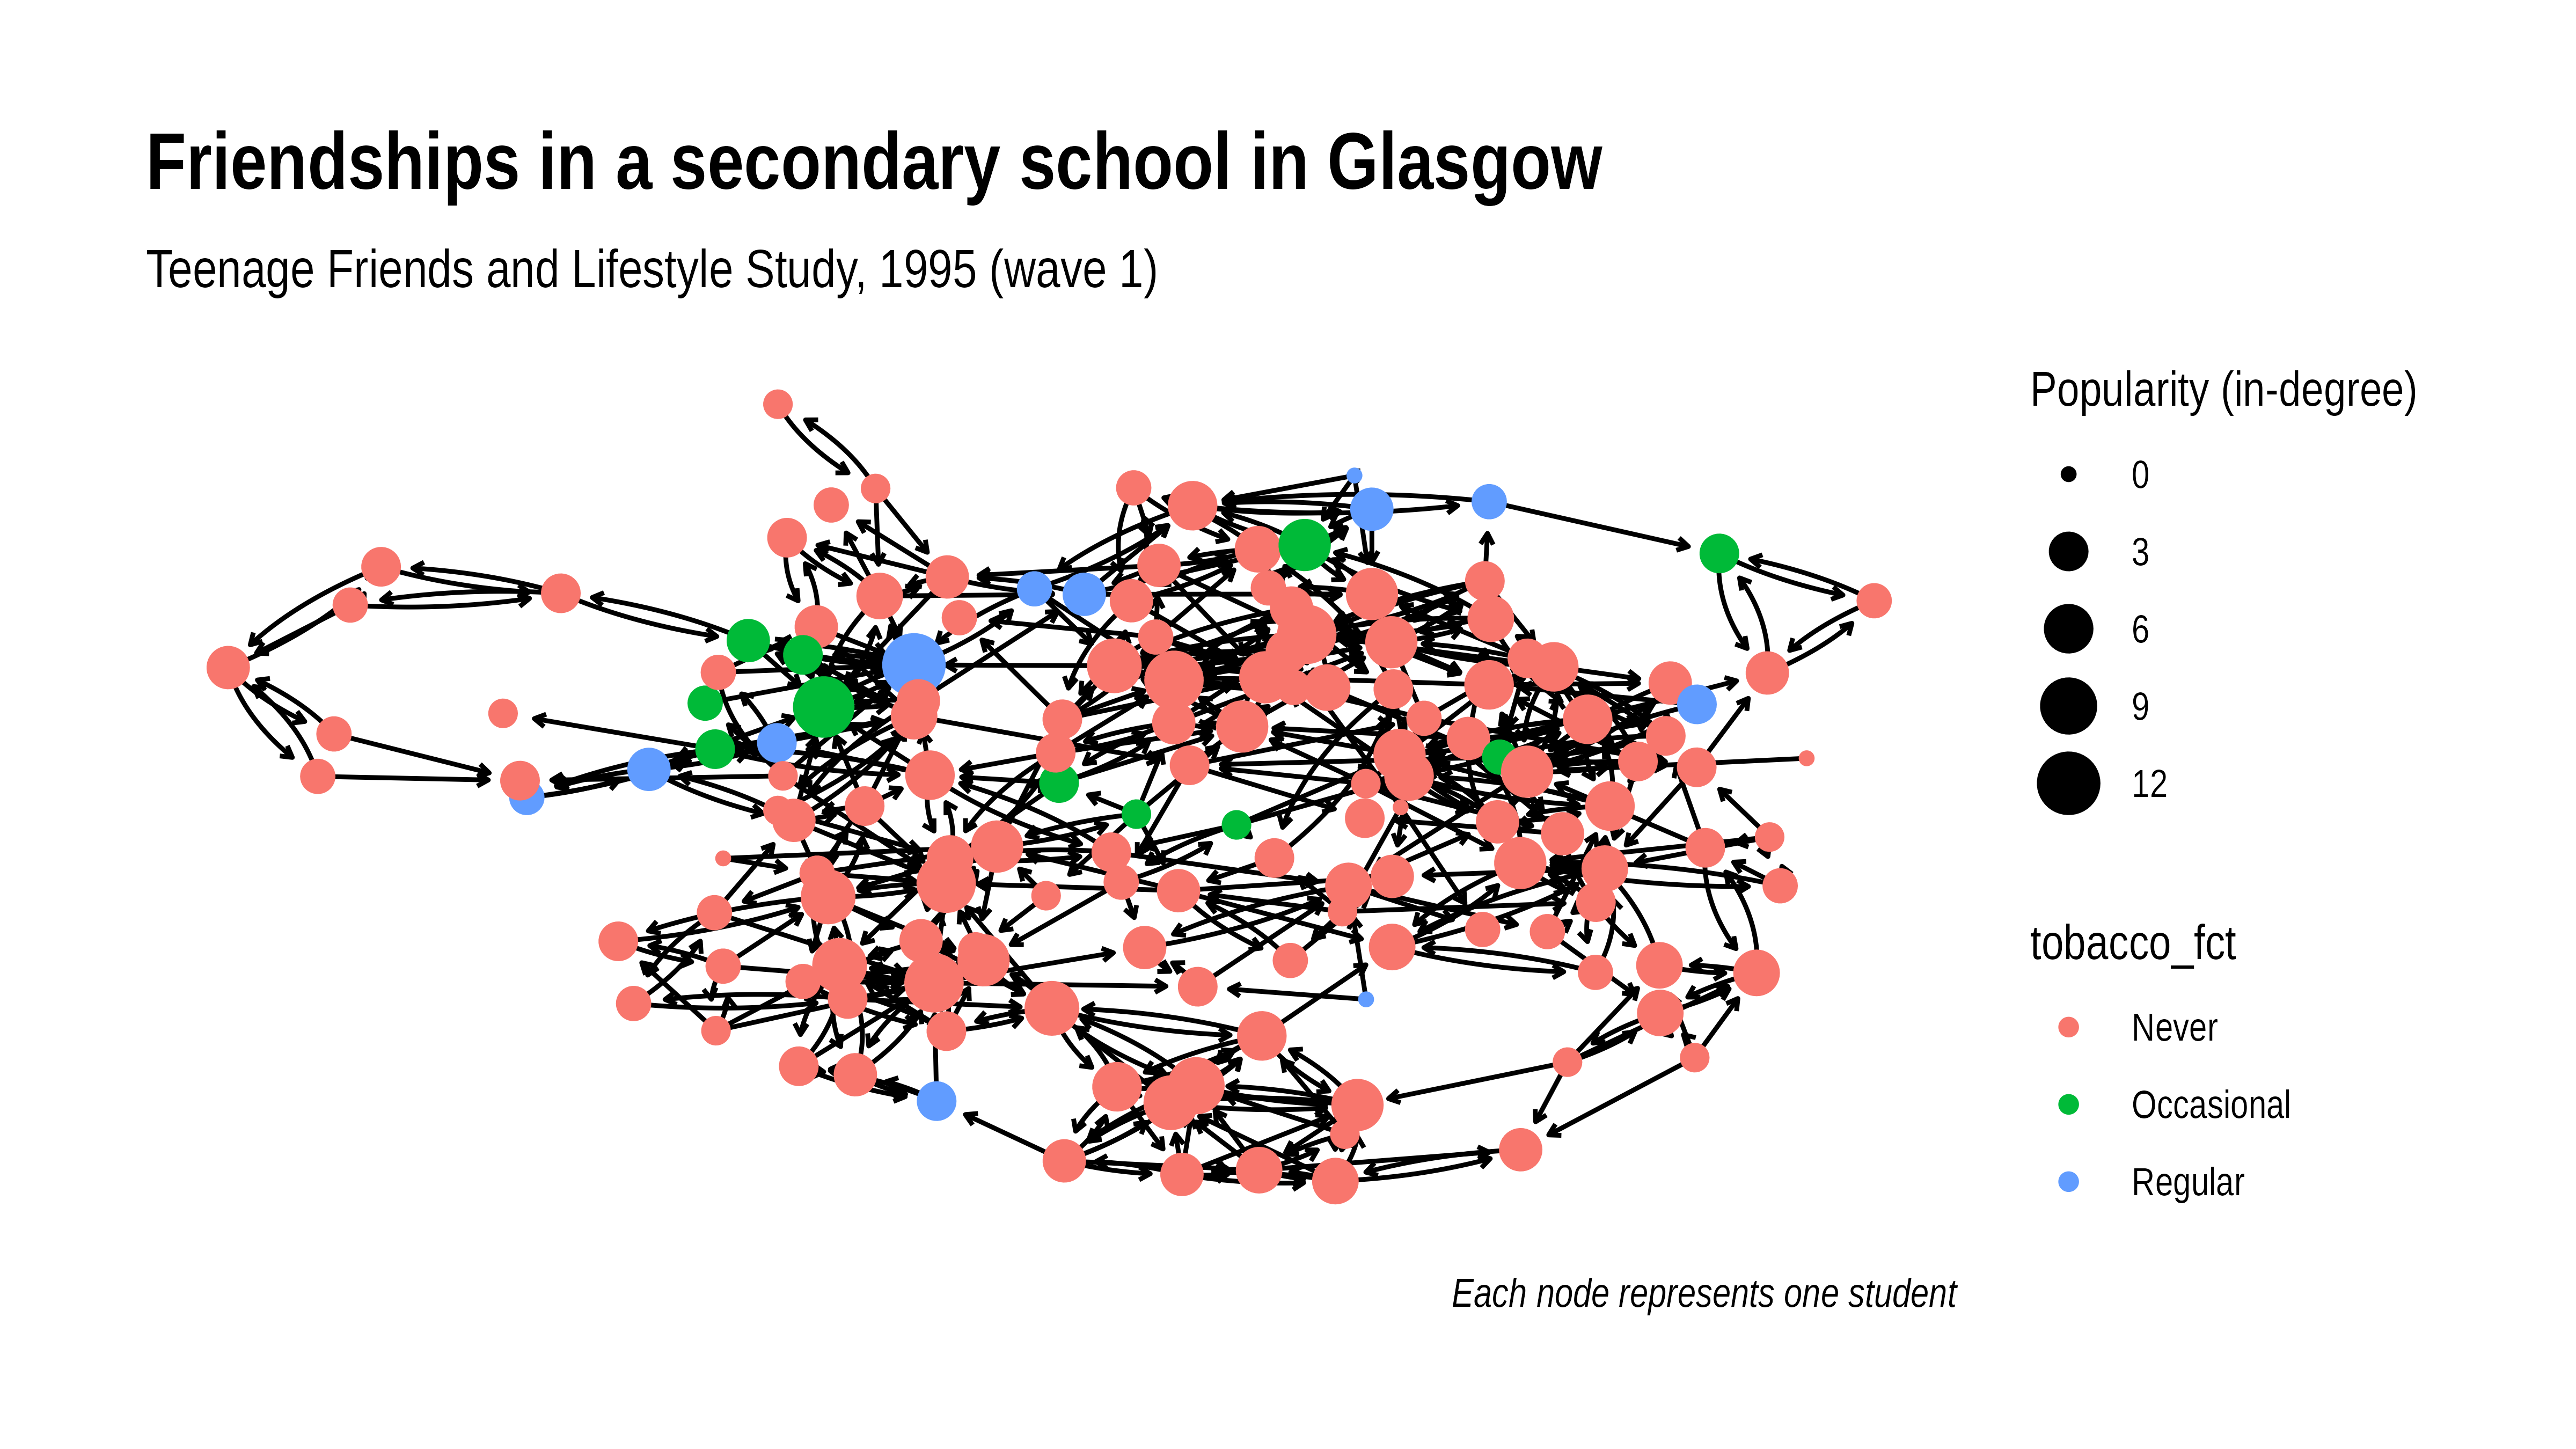 Friendships in a secondary school in Glasgow
Teenage Friends and Lifestyle Study, 1995 (wave 1)
Popularity (in-degree)
0
3
6
9
12
tobacco_fct
Never
Occasional
Regular
Each node represents one student